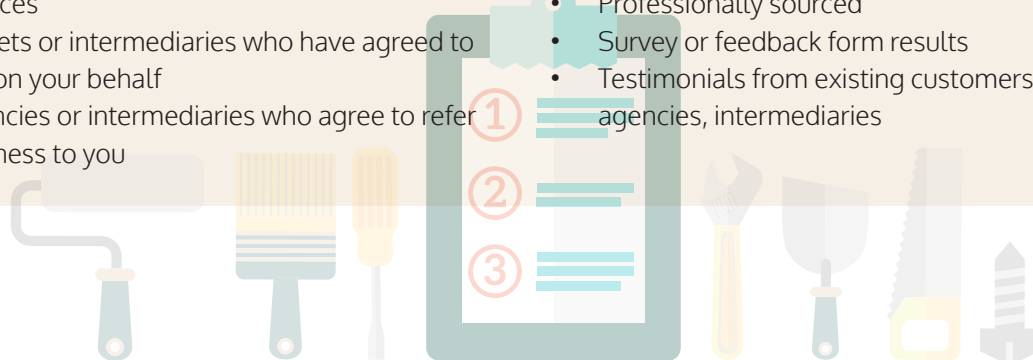 ces
ets or intermediaries who have agreed to
on your behalf
ncies or intermediaries who agree to refer
ness to you
Professionally sourced
• Survey or feedback form results
• Testimonials from existing customers
agencies, intermediaries
1
2
3